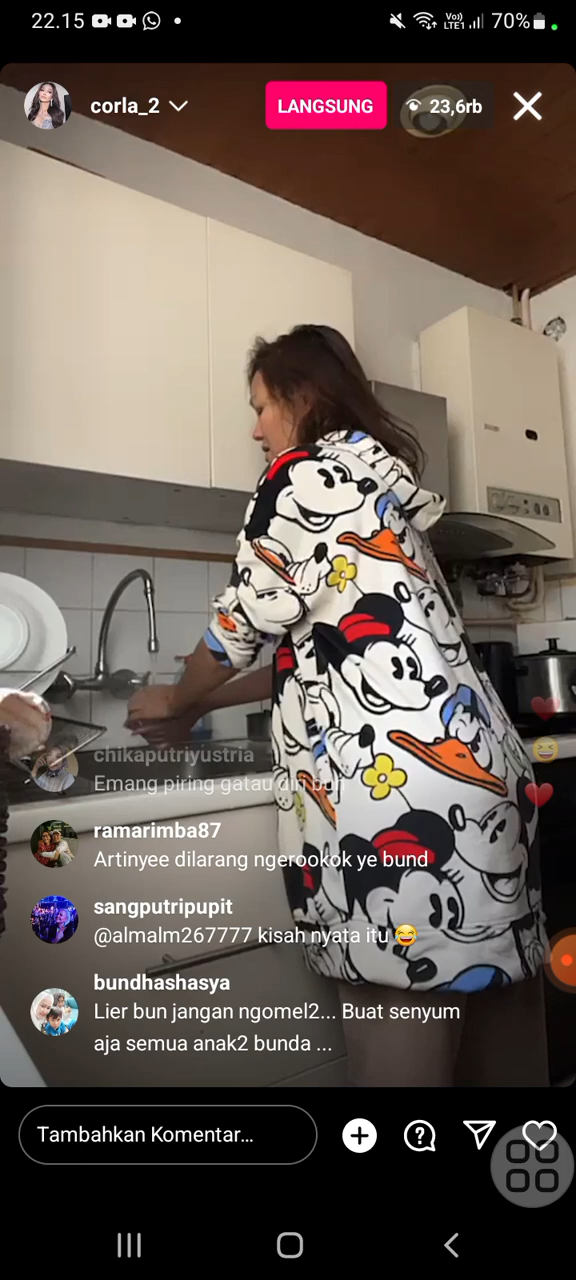 22.15
Vo))
LTE1
70%
corla_2
LANGSUNG
23,6rb
chikaputriyustria
Emang piring gatau diri bun
ramarimba87
Artinyee dilarang ngerookok ye bund
sangputripupit
@almalm267777 kisah nyata itu 😂
bundhashasya
Lier bun jangan ngomel2... Buat senyum
aja semua anak2 bunda ...
Tambahkan Komentar...